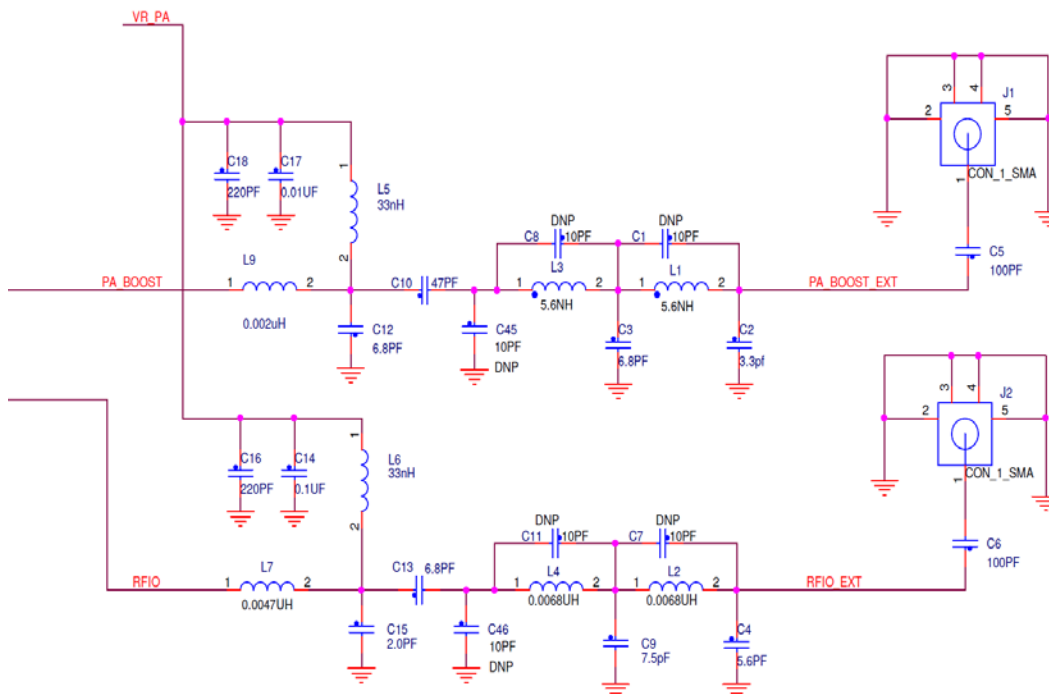 VR_PA
J1
3
4
2
5
CON_1_SMA
1
C18
220PF
C17
0.01UF
1
L5
33nH
2
DNP
C8
10PF
DNP
C1
10PF
C5
100PF
L9
PA_BOOST
1
2
0.002uH
C10
47PF
L3
1
2
5.6NH
L1
1
2
5.6NH
PA_BOOST_EXT
C12
6.8PF
C45
10PF
DNP
C3
6.8PF
C2
3.3pf
J2
3
4
2
5
CON_1_SMA
1
C16
220PF
C14
0.1UF
1
L6
33nH
2
DNP
C11
10PF
DNP
C7
10PF
C6
100PF
RFIO
L7
1
2
0.0047UH
C13
6.8PF
L4
1
2
0.0068UH
L2
1
2
0.0068UH
RFIO_EXT
C15
2.0PF
C46
10PF
DNP
C9
7.5pF
C4
5.6PF